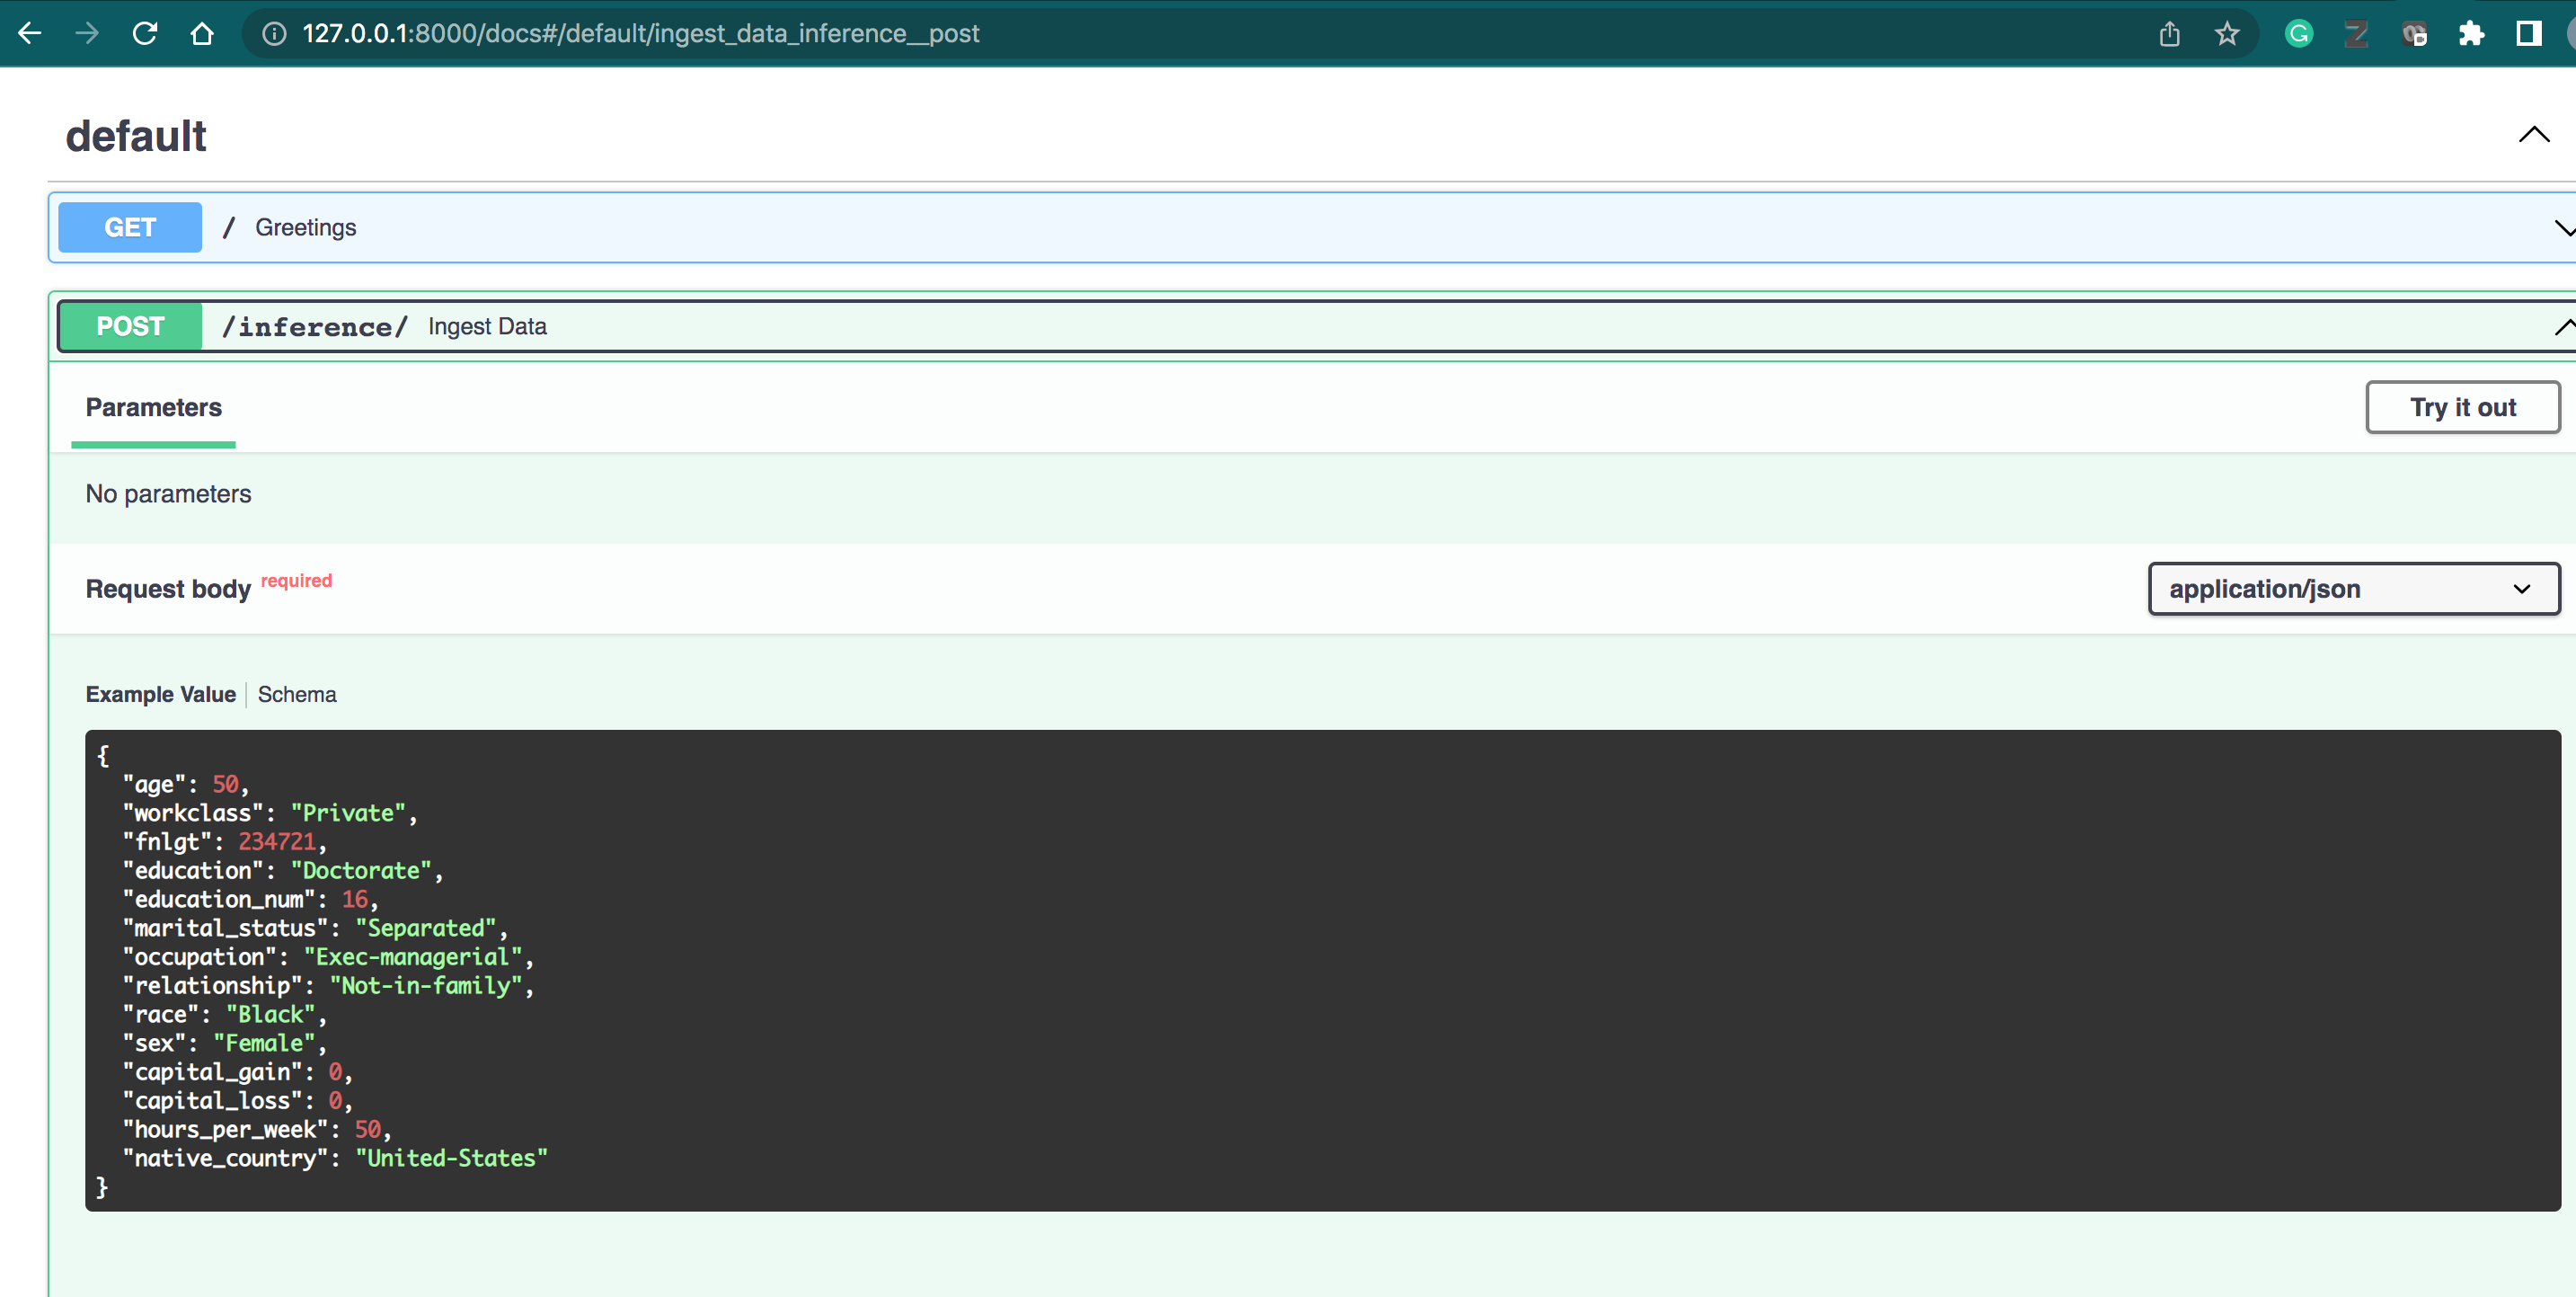 127.0.0.1:8000/docs#/default/ingest_data_inference__post
default
GET / Greetings
POST /inference/ Ingest Data
Parameters
Try it out
No parameters
Request body required
application/json
Example Value | Schema
{
  "age": 50,
  "workclass": "Private",
  "fnlgt": 234721,
  "education": "Doctorate",
  "education_num": 16,
  "marital_status": "Separated",
  "occupation": "Exec-managerial",
  "relationship": "Not-in-family",
  "race": "Black",
  "sex": "Female",
  "capital_gain": 0,
  "capital_loss": 0,
  "hours_per_week": 50,
  "native_country": "United-States"
}